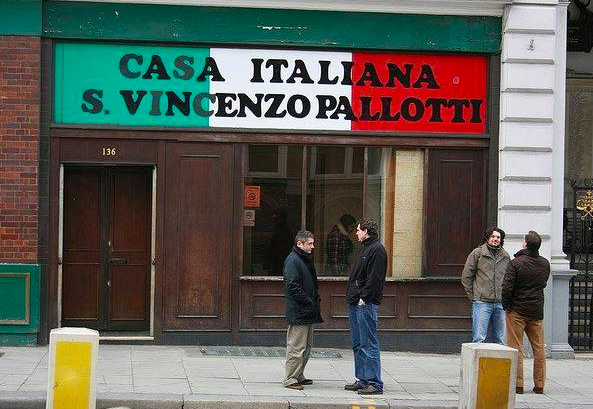 CASA ITALIANA
S. VINCENZO PALLOTTI
136